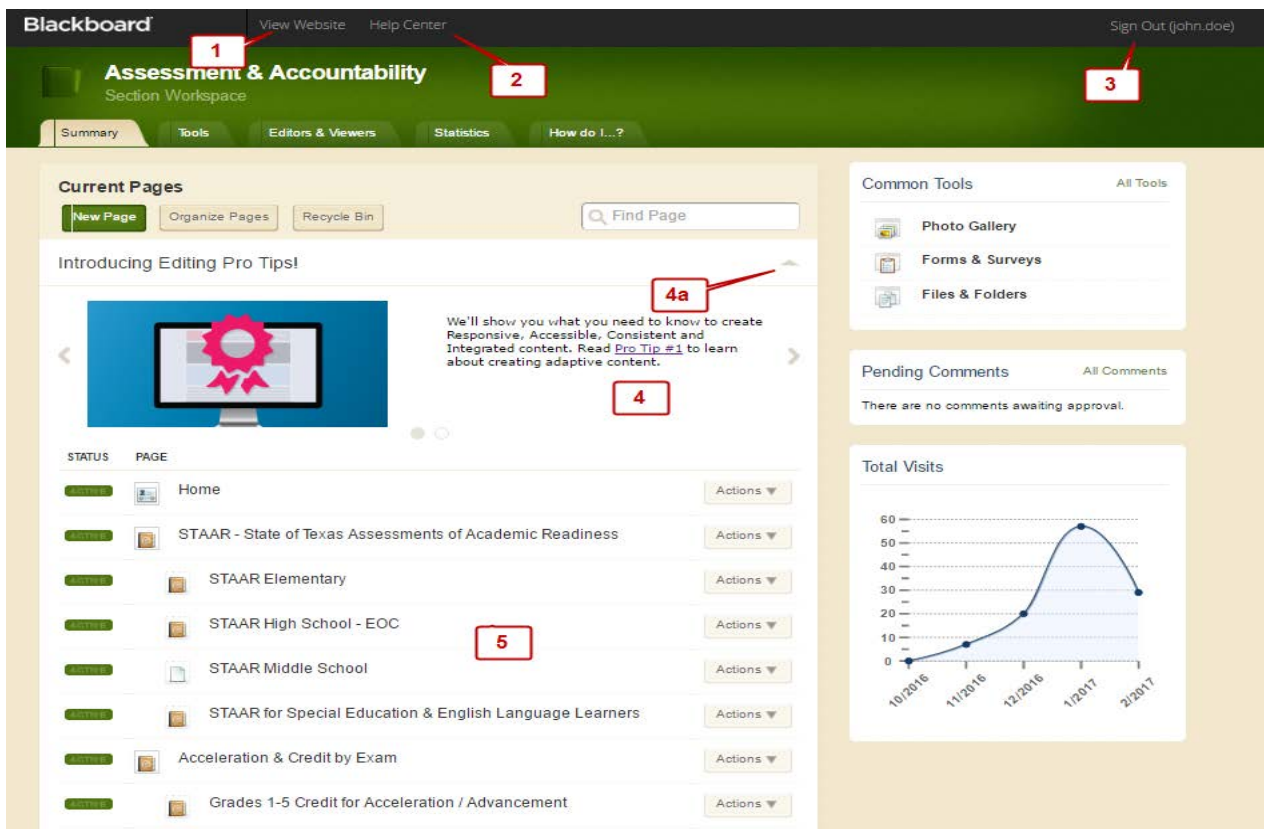 Blackboard
View Website Help Center
Sign Out (john.doe)
1
2
3
Assessment & Accountability
Section Workspace
Summary Tools Editors & Viewers Statistics How do I...?
Current Pages
New Page Organize Pages Recycle Bin Find Page
Introducing Editing Pro Tips!
4a
We'll show you what you need to know to create
Responsive, Accessible, Consistent and
Integrated content. Read Pro Tip #1 to learn
about creating adaptive content.
4
STATUS PAGE
ACTIVE Home Actions
ACTIVE STAAR - State of Texas Assessments of Academic Readiness Actions
ACTIVE STAAR Elementary Actions
ACTIVE STAAR High School - EOC Actions
5
ACTIVE STAAR Middle School Actions
ACTIVE STAAR for Special Education & English Language Learners Actions
ACTIVE Acceleration & Credit by Exam Actions
ACTIVE Grades 1-5 Credit for Acceleration / Advancement Actions
Common Tools All Tools
Photo Gallery
Forms & Surveys
Files & Folders
Pending Comments All Comments
There are no comments awaiting approval.
Total Visits
60
50
40
30
20
10
0
10/2016 11/2016 12/2016 1/2017 2/2017